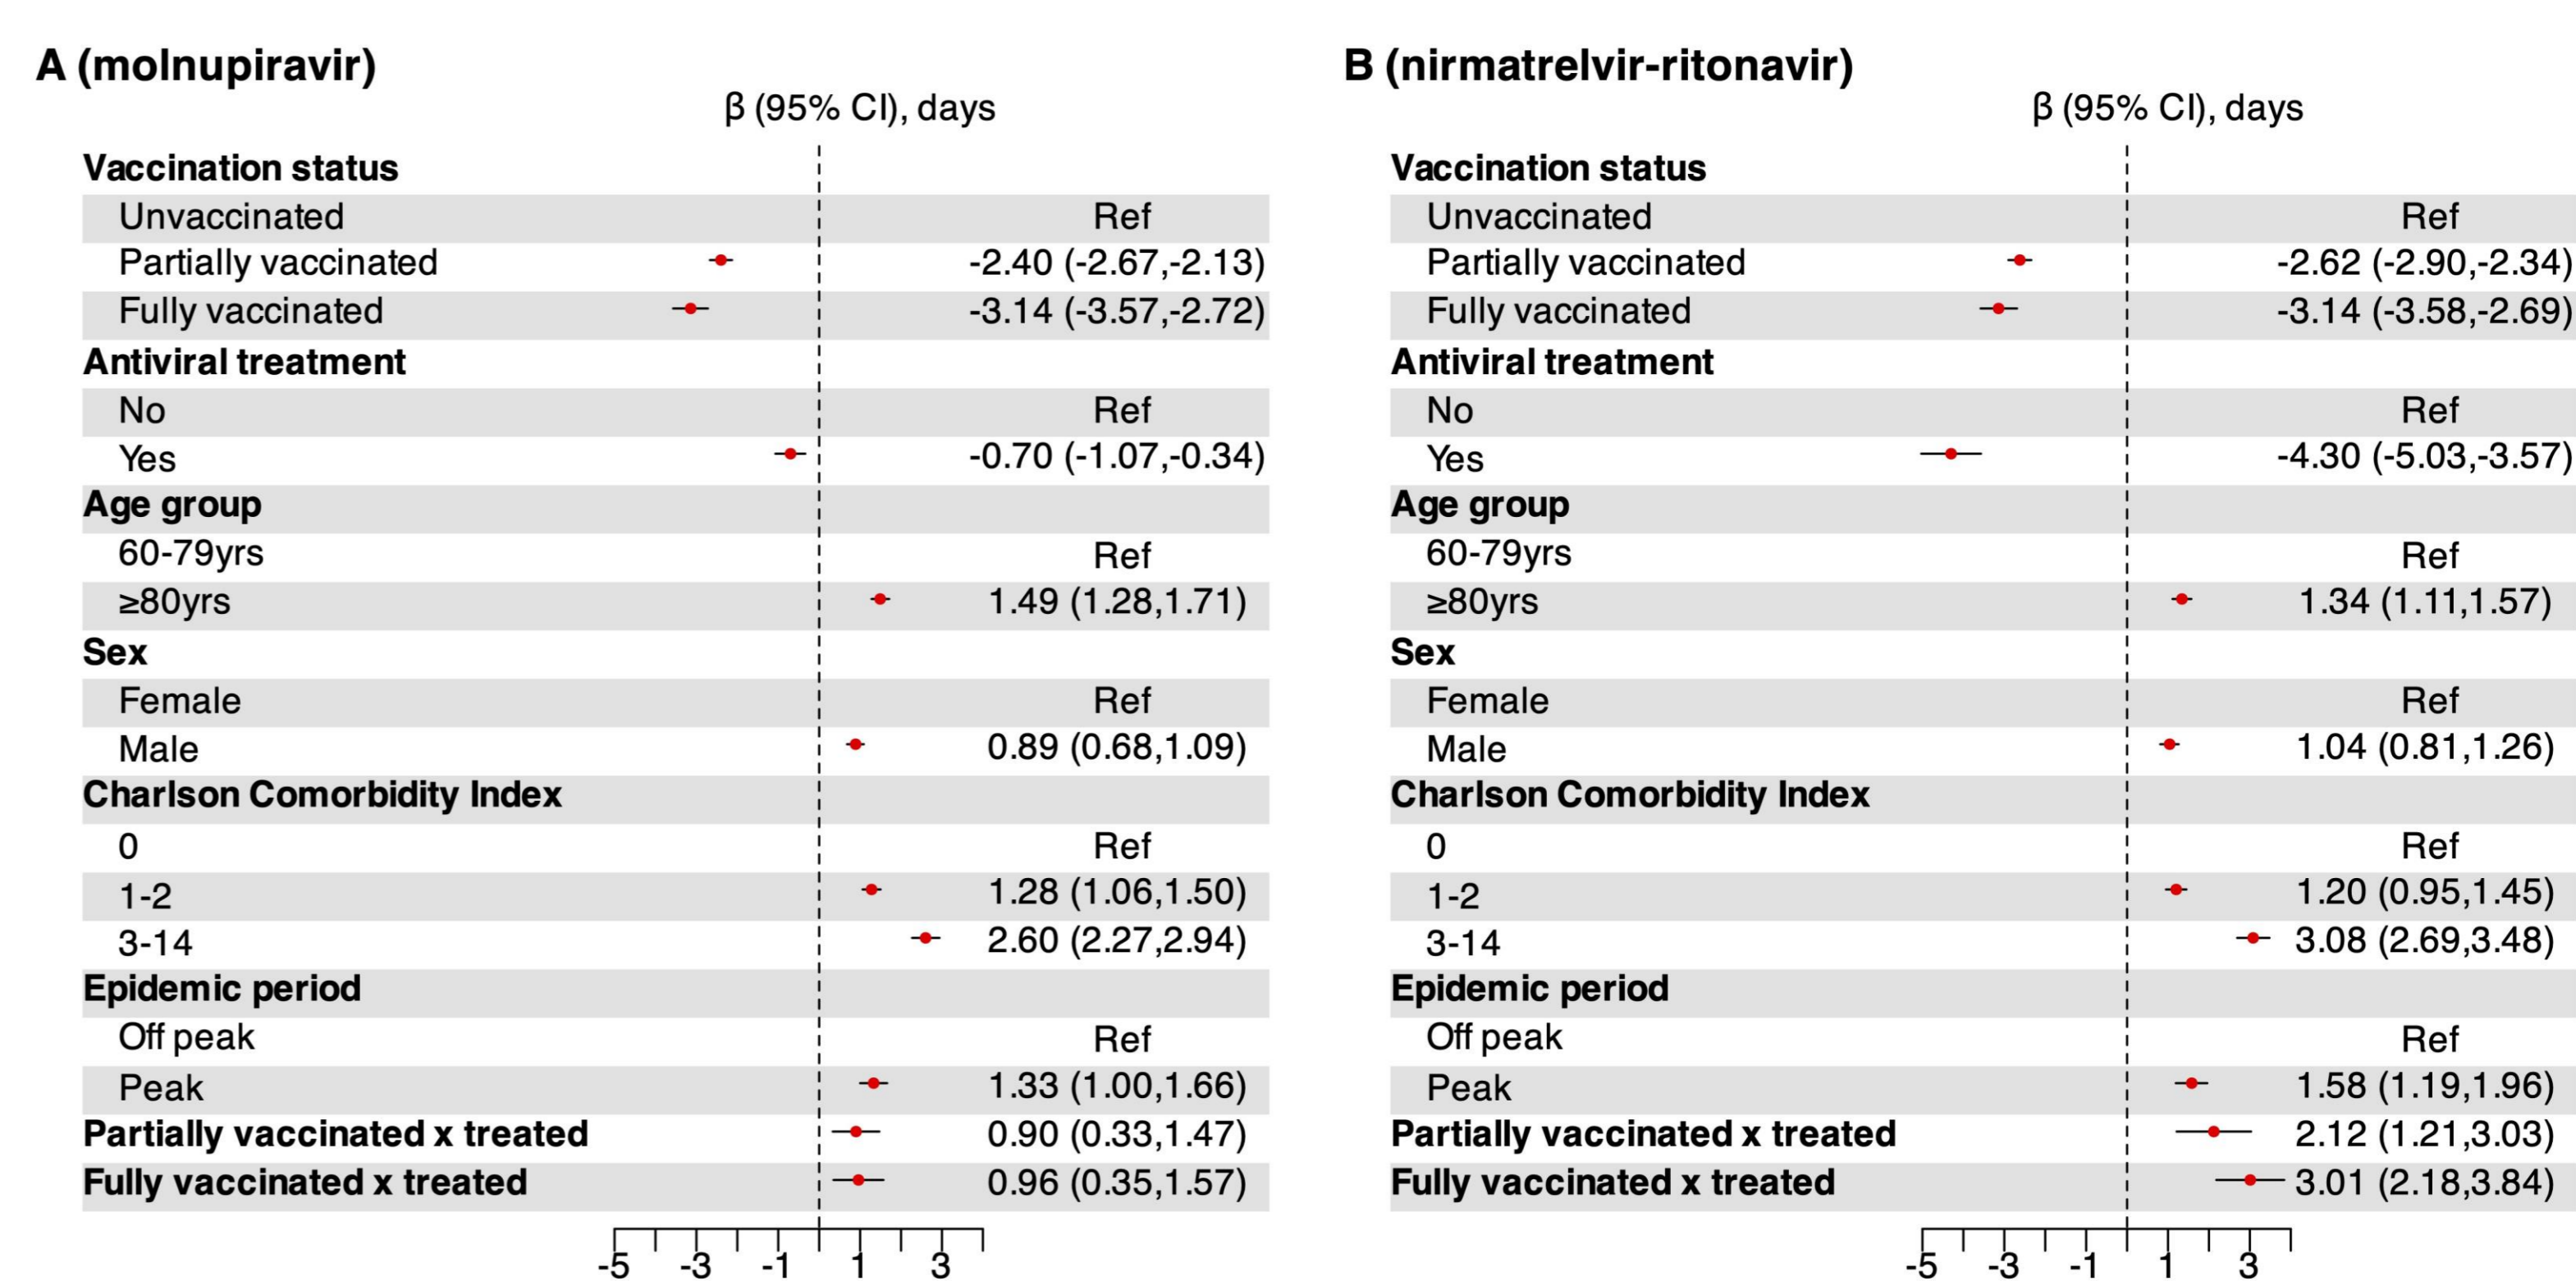 A (molnupiravir)
β (95% CI), days
Vaccination status
Unvaccinated Ref
Partially vaccinated -2.40 (-2.67,-2.13)
Fully vaccinated -3.14 (-3.57,-2.72)
Antiviral treatment
No Ref
Yes -0.70 (-1.07,-0.34)
Age group
60-79yrs Ref
≥80yrs 1.49 (1.28,1.71)
Sex
Female Ref
Male 0.89 (0.68,1.09)
Charlson Comorbidity Index
0 Ref
1-2 1.28 (1.06,1.50)
3-14 2.60 (2.27,2.94)
Epidemic period
Off peak Ref
Peak 1.33 (1.00,1.66)
Partially vaccinated x treated 0.90 (0.33,1.47)
Fully vaccinated x treated 0.96 (0.35,1.57)
-5 -3 -1 1 3
B (nirmatrelvir-ritonavir)
β (95% CI), days
Vaccination status
Unvaccinated Ref
Partially vaccinated -2.62 (-2.90,-2.34)
Fully vaccinated -3.14 (-3.58,-2.69)
Antiviral treatment
No Ref
Yes -4.30 (-5.03,-3.57)
Age group
60-79yrs Ref
≥80yrs 1.34 (1.11,1.57)
Sex
Female Ref
Male 1.04 (0.81,1.26)
Charlson Comorbidity Index
0 Ref
1-2 1.20 (0.95,1.45)
3-14 3.08 (2.69,3.48)
Epidemic period
Off peak Ref
Peak 1.58 (1.19,1.96)
Partially vaccinated x treated 2.12 (1.21,3.03)
Fully vaccinated x treated 3.01 (2.18,3.84)
-5 -3 -1 1 3